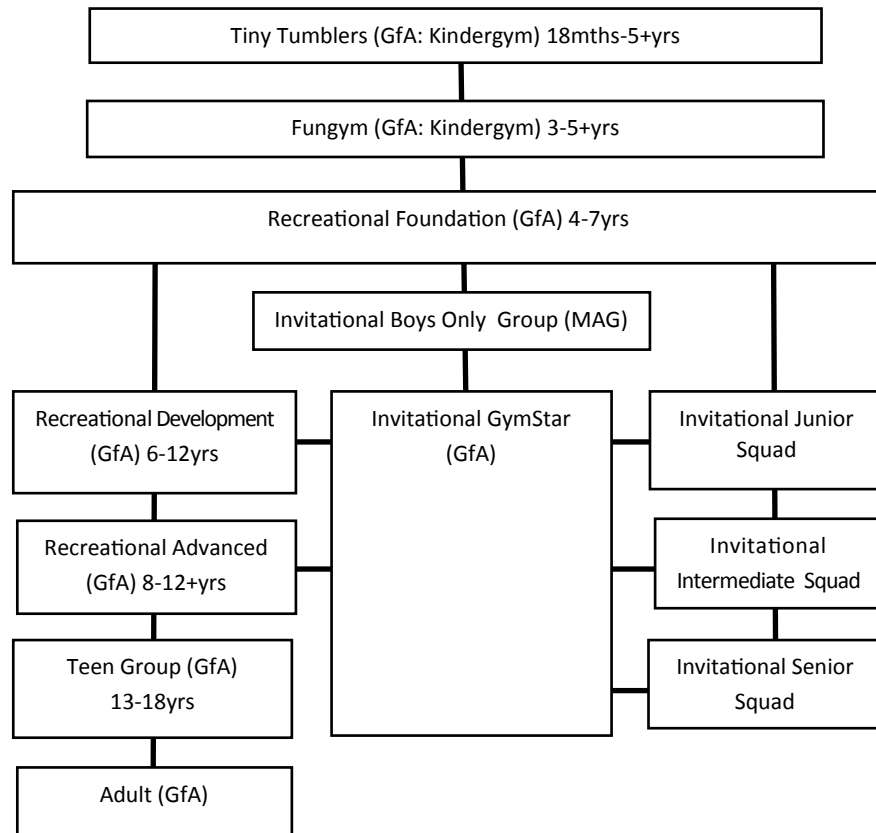 Tiny Tumblers (GfA: Kindergym) 18mths-5+yrs
Fungym (GfA: Kindergym) 3-5+yrs
Recreational Foundation (GfA) 4-7yrs
Invitational Boys Only Group (MAG)
Recreational Development
(GfA) 6-12yrs
Invitational GymStar
(GfA)
Invitational Junior
Squad
Recreational Advanced
(GfA) 8-12+yrs
Invitational
Intermediate Squad
Teen Group (GfA)
13-18yrs
Invitational Senior
Squad
Adult (GfA)